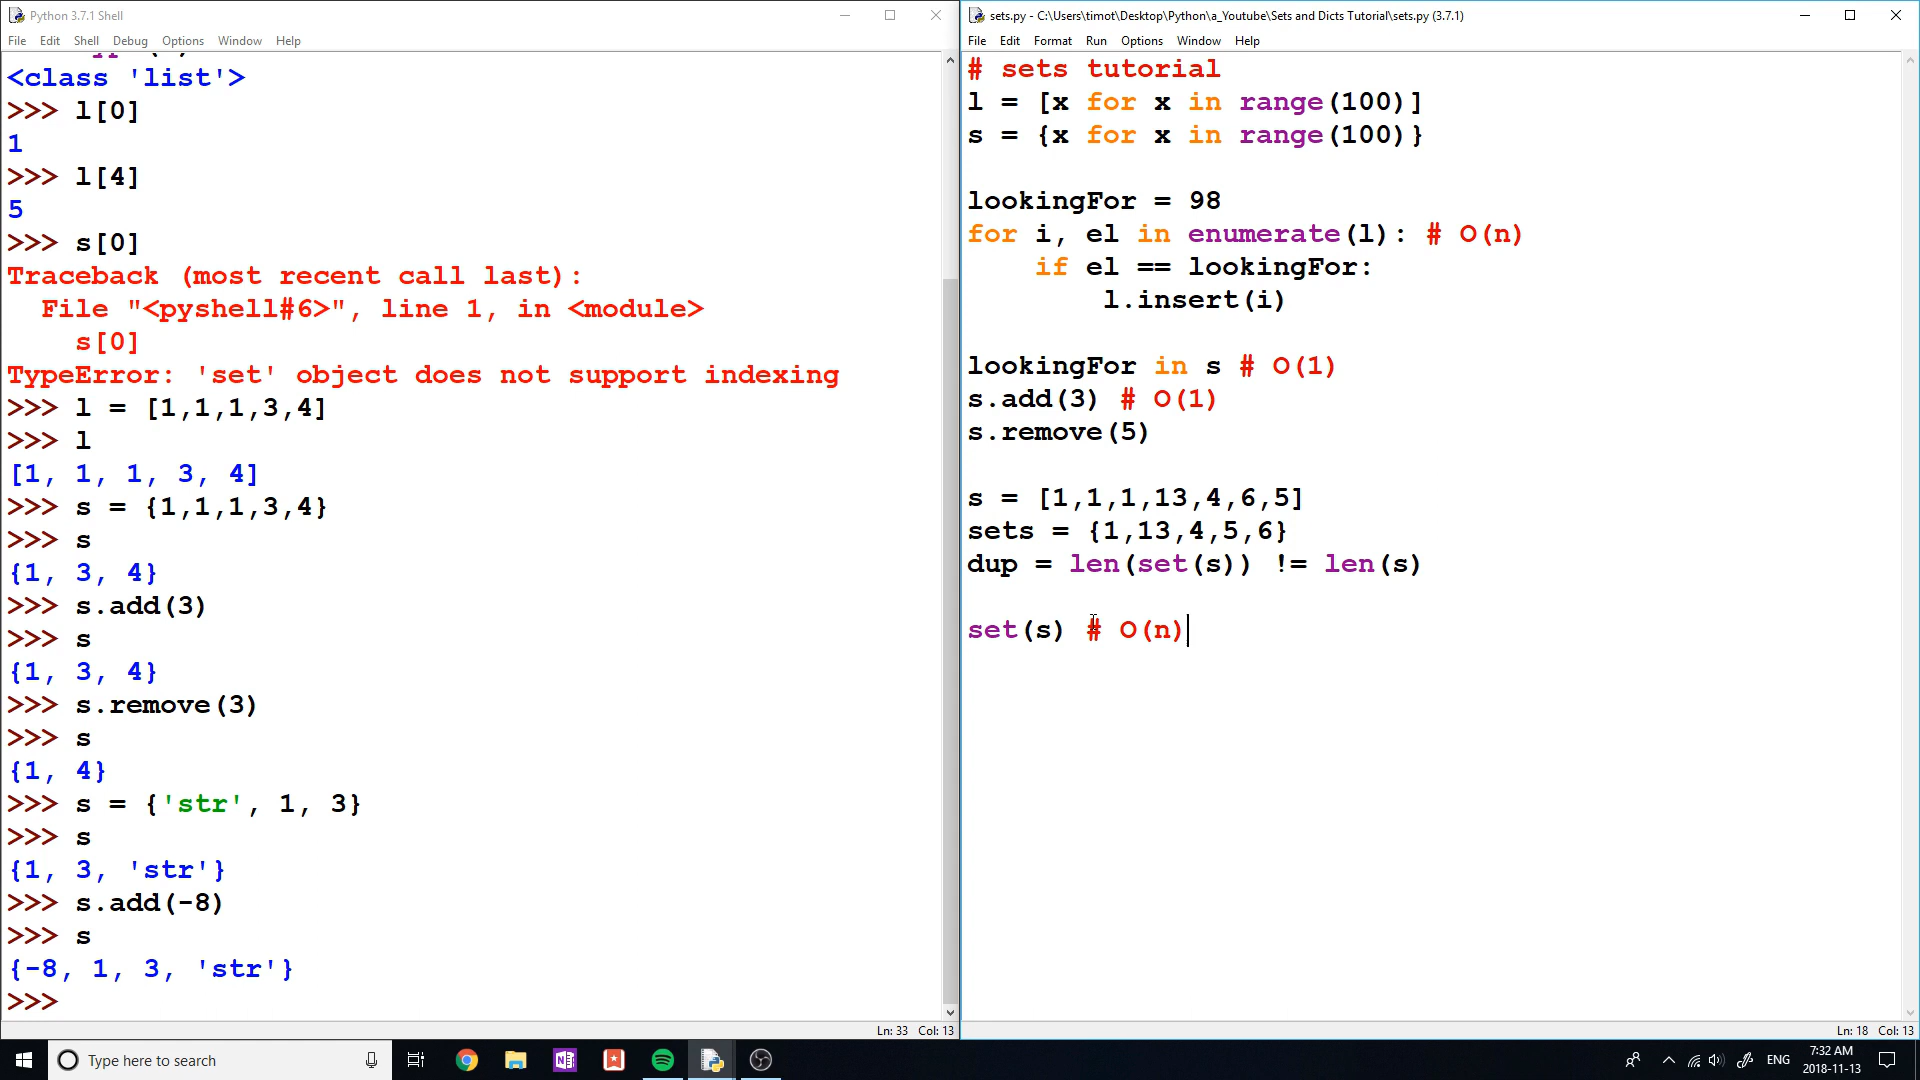 Python 3.7.1 Shell
File Edit Shell Debug Options Window Help
<class 'list'>
>>> l[0]
1
>>> l[4]
5
>>> s[0]
Traceback (most recent call last):
  File "<pyshell#6>", line 1, in <module>
    s[0]
TypeError: 'set' object does not support indexing
>>> l = [1,1,1,3,4]
>>> l
[1, 1, 1, 3, 4]
>>> s = {1,1,1,3,4}
>>> s
{1, 3, 4}
>>> s.add(3)
>>> s
{1, 3, 4}
>>> s.remove(3)
>>> s
{1, 4}
>>> s = {'str', 1, 3}
>>> s
{1, 3, 'str'}
>>> s.add(-8)
>>> s
{-8, 1, 3, 'str'}
>>>
Ln: 33 Col: 13
sets.py - C:\Users\timot\Desktop\Python\a_Youtube\Sets and Dicts Tutorial\sets.py (3.7.1)
File Edit Format Run Options Window Help
# sets tutorial
l = [x for x in range(100)]
s = {x for x in range(100)}
lookingFor = 98
for i, el in enumerate(l): # O(n)
    if el == lookingFor:
        l.insert(i)
lookingFor in s # O(1)
s.add(3) # O(1)
s.remove(5)
s = [1,1,1,13,4,6,5]
sets = {1,13,4,5,6}
dup = len(set(s)) != len(s)
set(s) # O(n)
Ln: 18 Col: 13
Type here to search
ENG
7:32 AM
2018-11-13